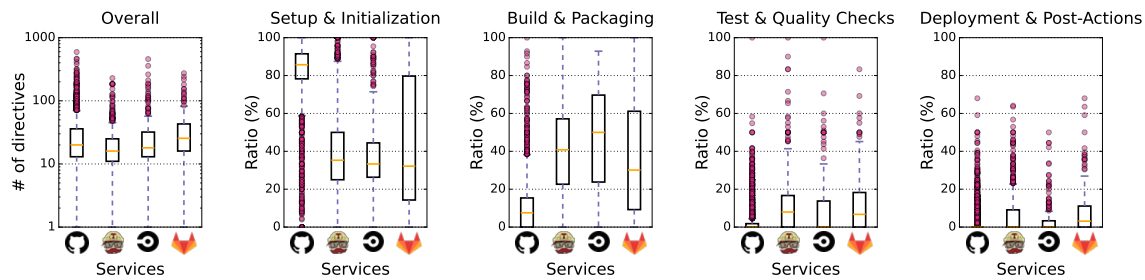 Overall
# of directives
1000
100
10
1
Services
Setup & Initialization
Ratio (%)
100
80
60
40
20
0
Services
Build & Packaging
Ratio (%)
100
80
60
40
20
0
Services
Test & Quality Checks
Ratio (%)
100
80
60
40
20
0
Services
Deployment & Post-Actions
Ratio (%)
100
80
60
40
20
0
Services